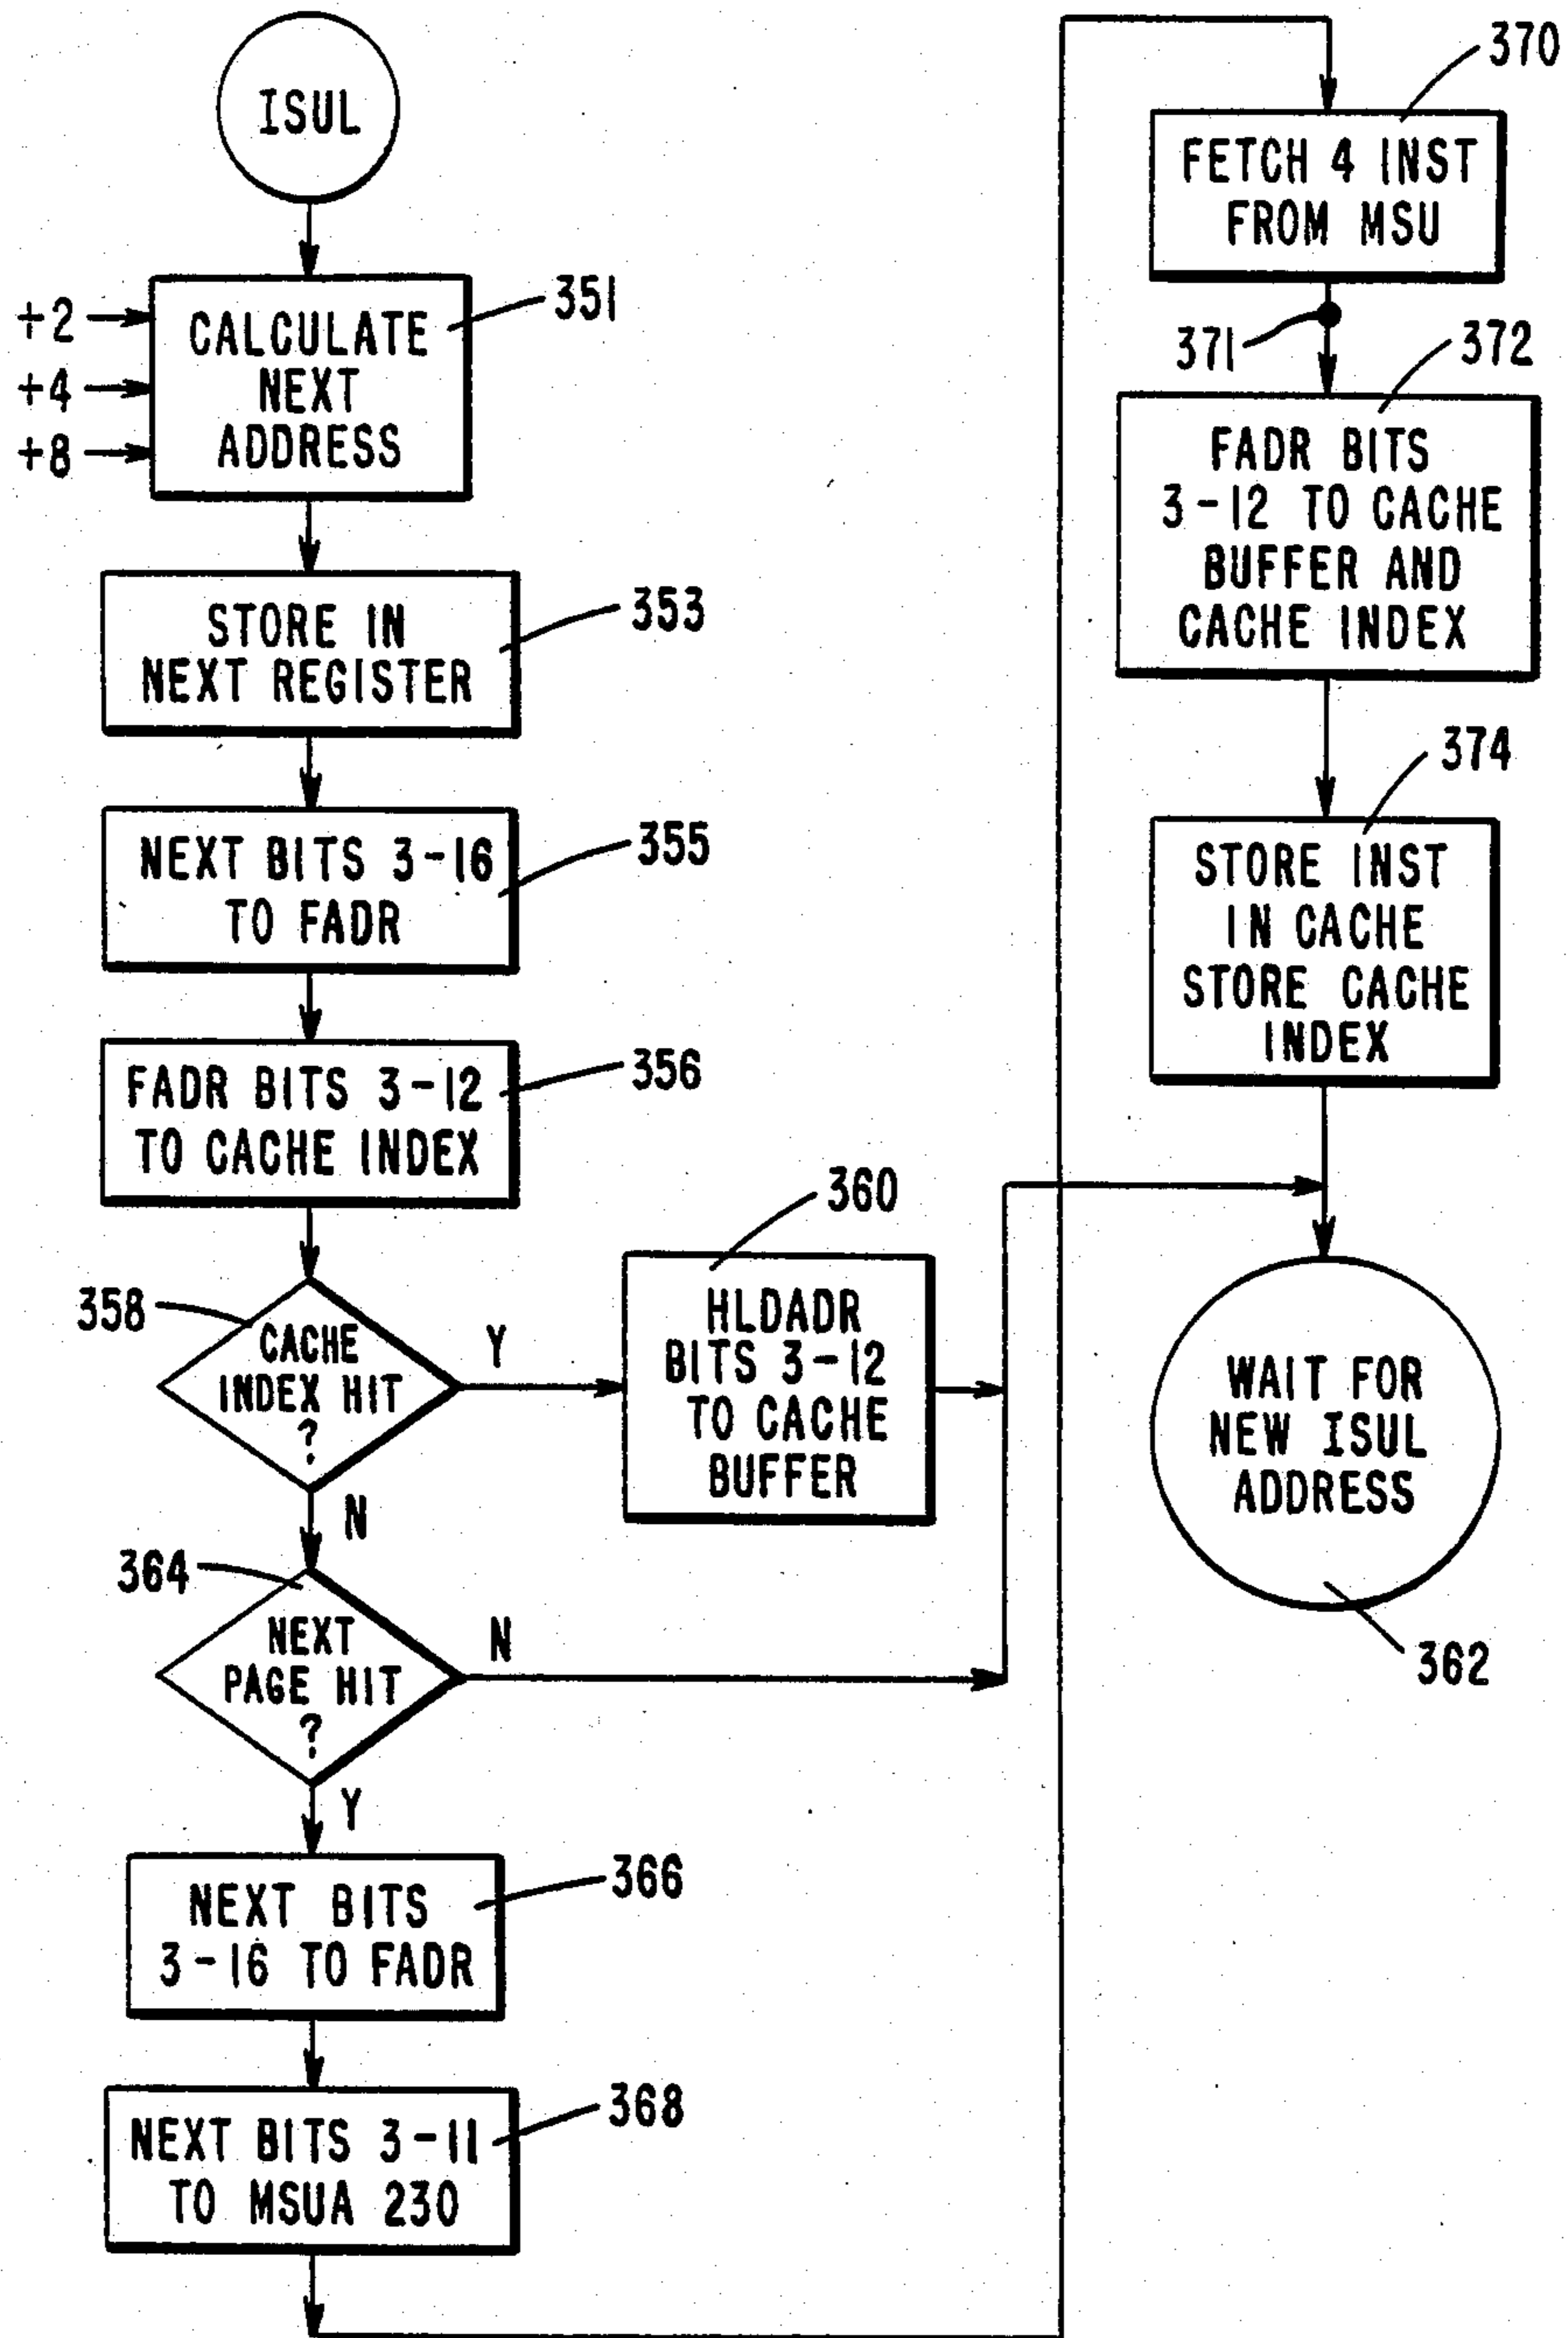 ISUL
351
+2
+4
+8
CALCULATE
NEXT
ADDRESS
353
STORE IN
NEXT REGISTER
355
NEXT BITS 3-16
TO FADR
356
FADR BITS 3-12
TO CACHE INDEX
358
CACHE
INDEX HIT
?
Y
N
360
HLDADR
BITS 3-12
TO CACHE
BUFFER
364
NEXT
PAGE HIT
?
N
Y
366
NEXT BITS
3-16 TO FADR
368
NEXT BITS 3-11
TO MSUA 230
370
FETCH 4 INST
FROM MSU
371
372
FADR BITS
3-12 TO CACHE
BUFFER AND
CACHE INDEX
374
STORE INST
IN CACHE
STORE CACHE
INDEX
WAIT FOR
NEW ISUL
ADDRESS
362